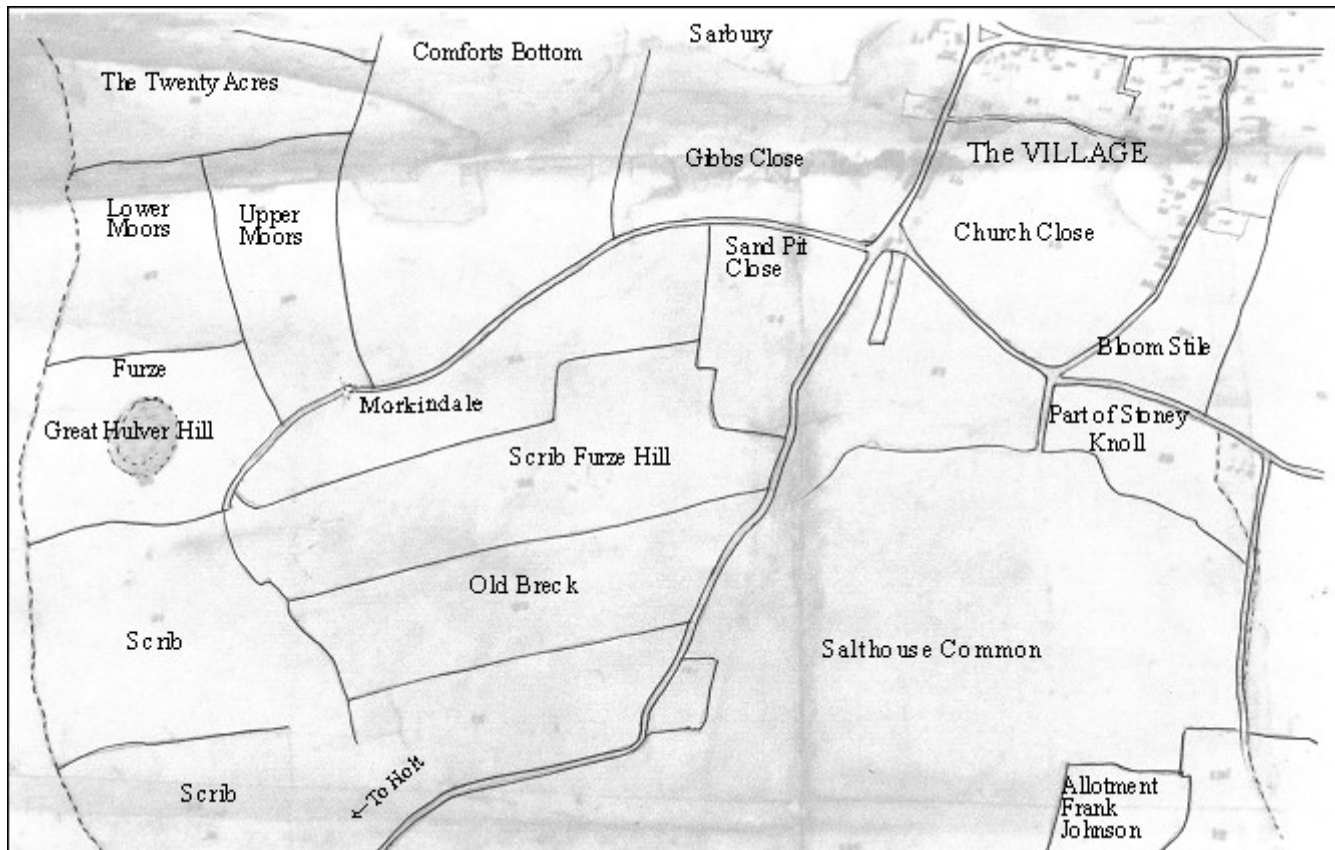 Sarbury
Comforts Bottom
The Twenty Acres
The VILLAGE
Gibbs Close
Lower
Moors
Upper
Moors
Church Close
Sand Pit
Close
Bloom Stile
Furze
Morkindale
Part of Stoney
Knoll
Great Hulver Hill
Scrib Furze Hill
Old Breck
Scrib
Salthouse Common
To Holt
Scrib
Allotment
Frank
Johnson